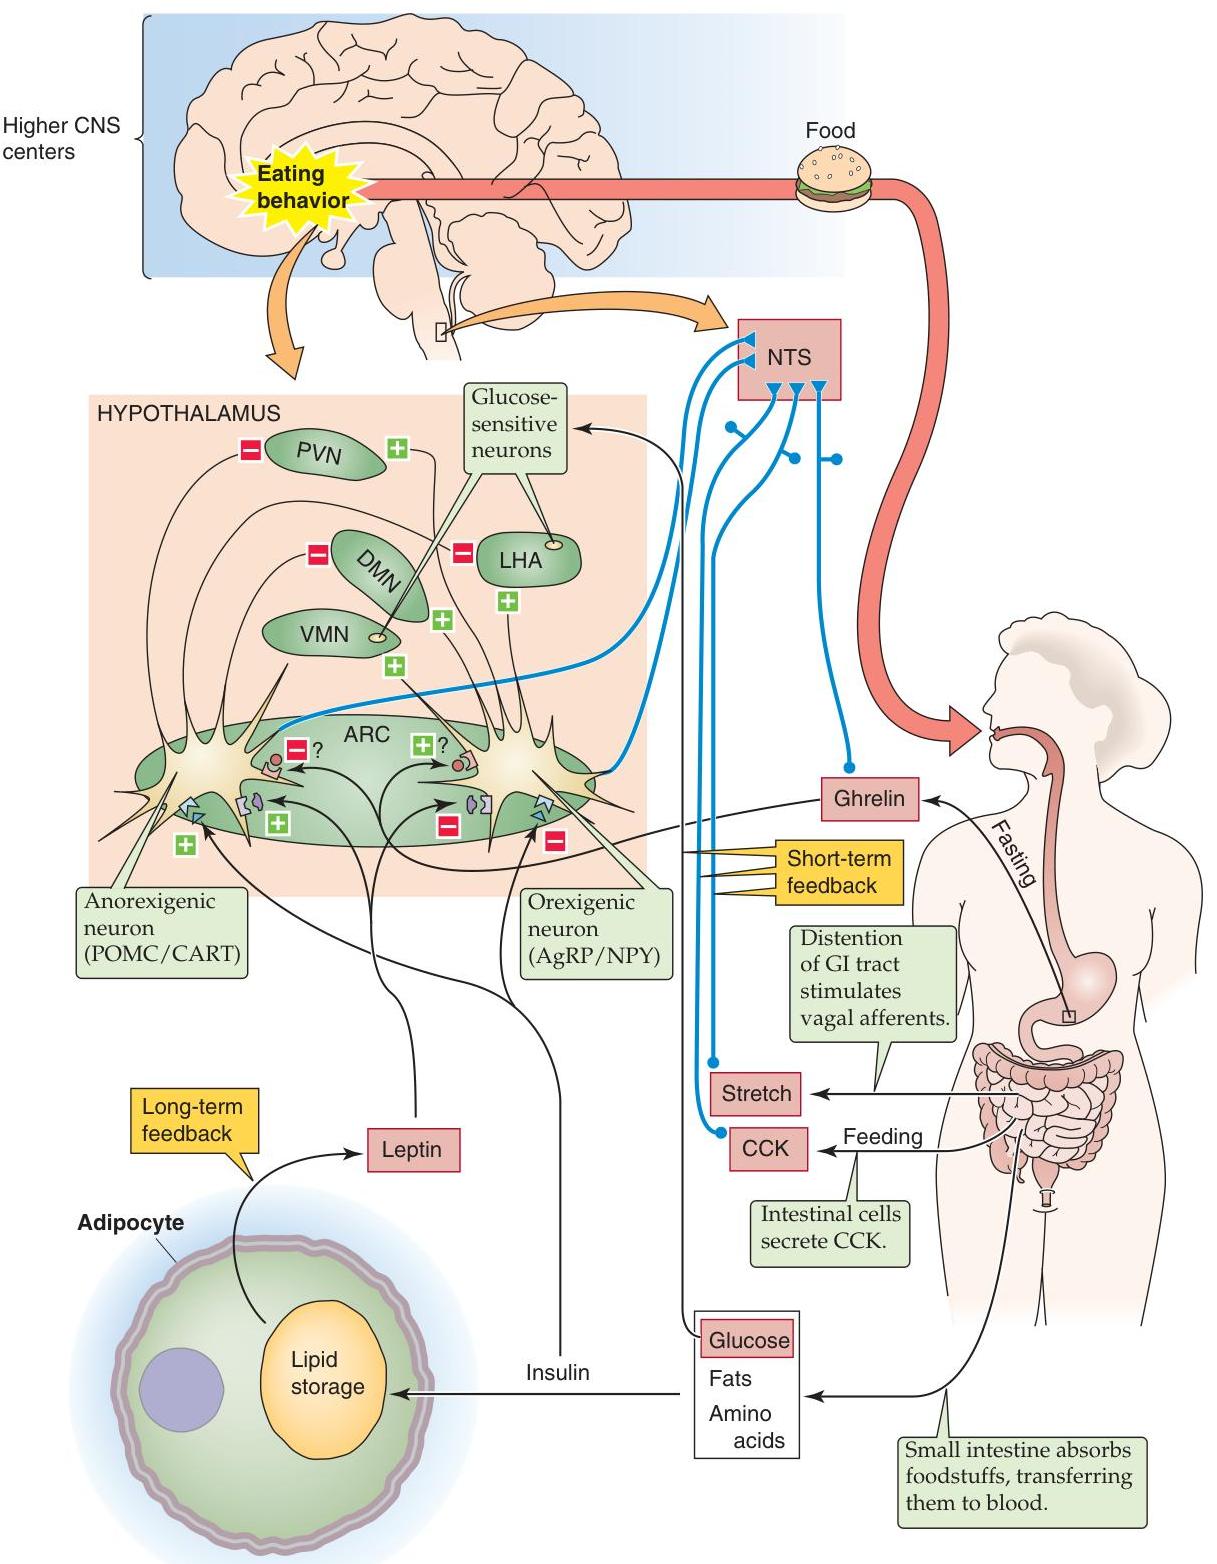 Higher CNS
centers
Eating
behavior
Food
NTS
HYPOTHALAMUS
Glucose-
sensitive
neurons
PVN
DMN
LHA
VMN
ARC
?
?
Ghrelin
Fasting
Short-term
feedback
Anorexigenic
neuron
(POMC/CART)
Orexigenic
neuron
(AgRP/NPY)
Distention
of GI tract
stimulates
vagal afferents.
Stretch
CCK
Feeding
Intestinal cells
secrete CCK.
Long-term
feedback
Leptin
Adipocyte
Lipid
storage
Insulin
Glucose
Fats
Amino
acids
Small intestine absorbs
foodstuffs, transferring
them to blood.